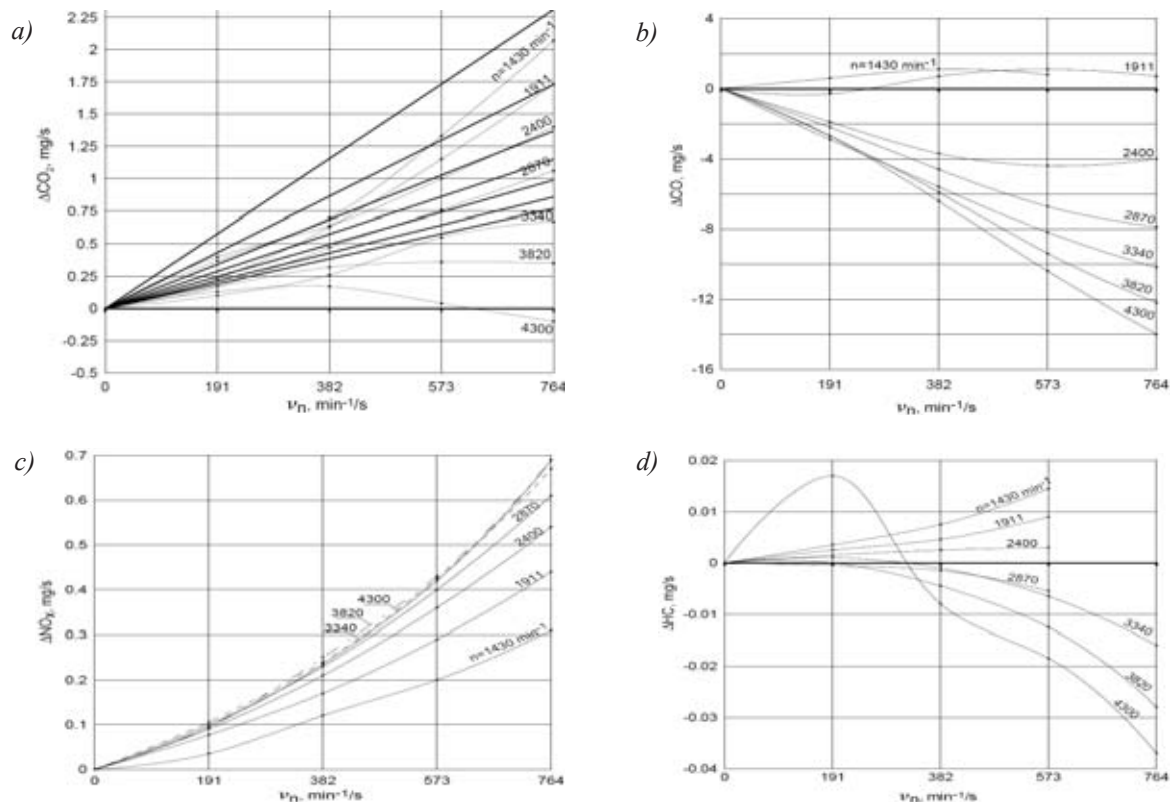 a)
2.25
2
1.75
1.5
1.25
1
0.75
0.5
0.25
0
-0.25
-0.5
ΔCO₂, mg/s
n=1430 min⁻¹
1911
2400
2870
3340
3820
4300
0 191 382 573 764
νn, min⁻¹/s
b)
4
0
-4
-8
-12
-16
ΔCO, mg/s
n=1430 min⁻¹
1911
2400
2870
3340
3820
4300
0 191 382 573 764
νn, min⁻¹/s
c)
0.7
0.6
0.5
0.4
0.3
0.2
0.1
0
ΔNOχ, mg/s
4300
3820
3340
2870
2400
1911
n=1430 min⁻¹
0 191 382 573 764
νn, min⁻¹/s
d)
0.02
0.01
0
-0.01
-0.02
-0.03
-0.04
ΔHC, mg/s
n=1430 min⁻¹
1911
2400
2870
3340
3820
4300
0 191 382 573 764
νn, min⁻¹/s